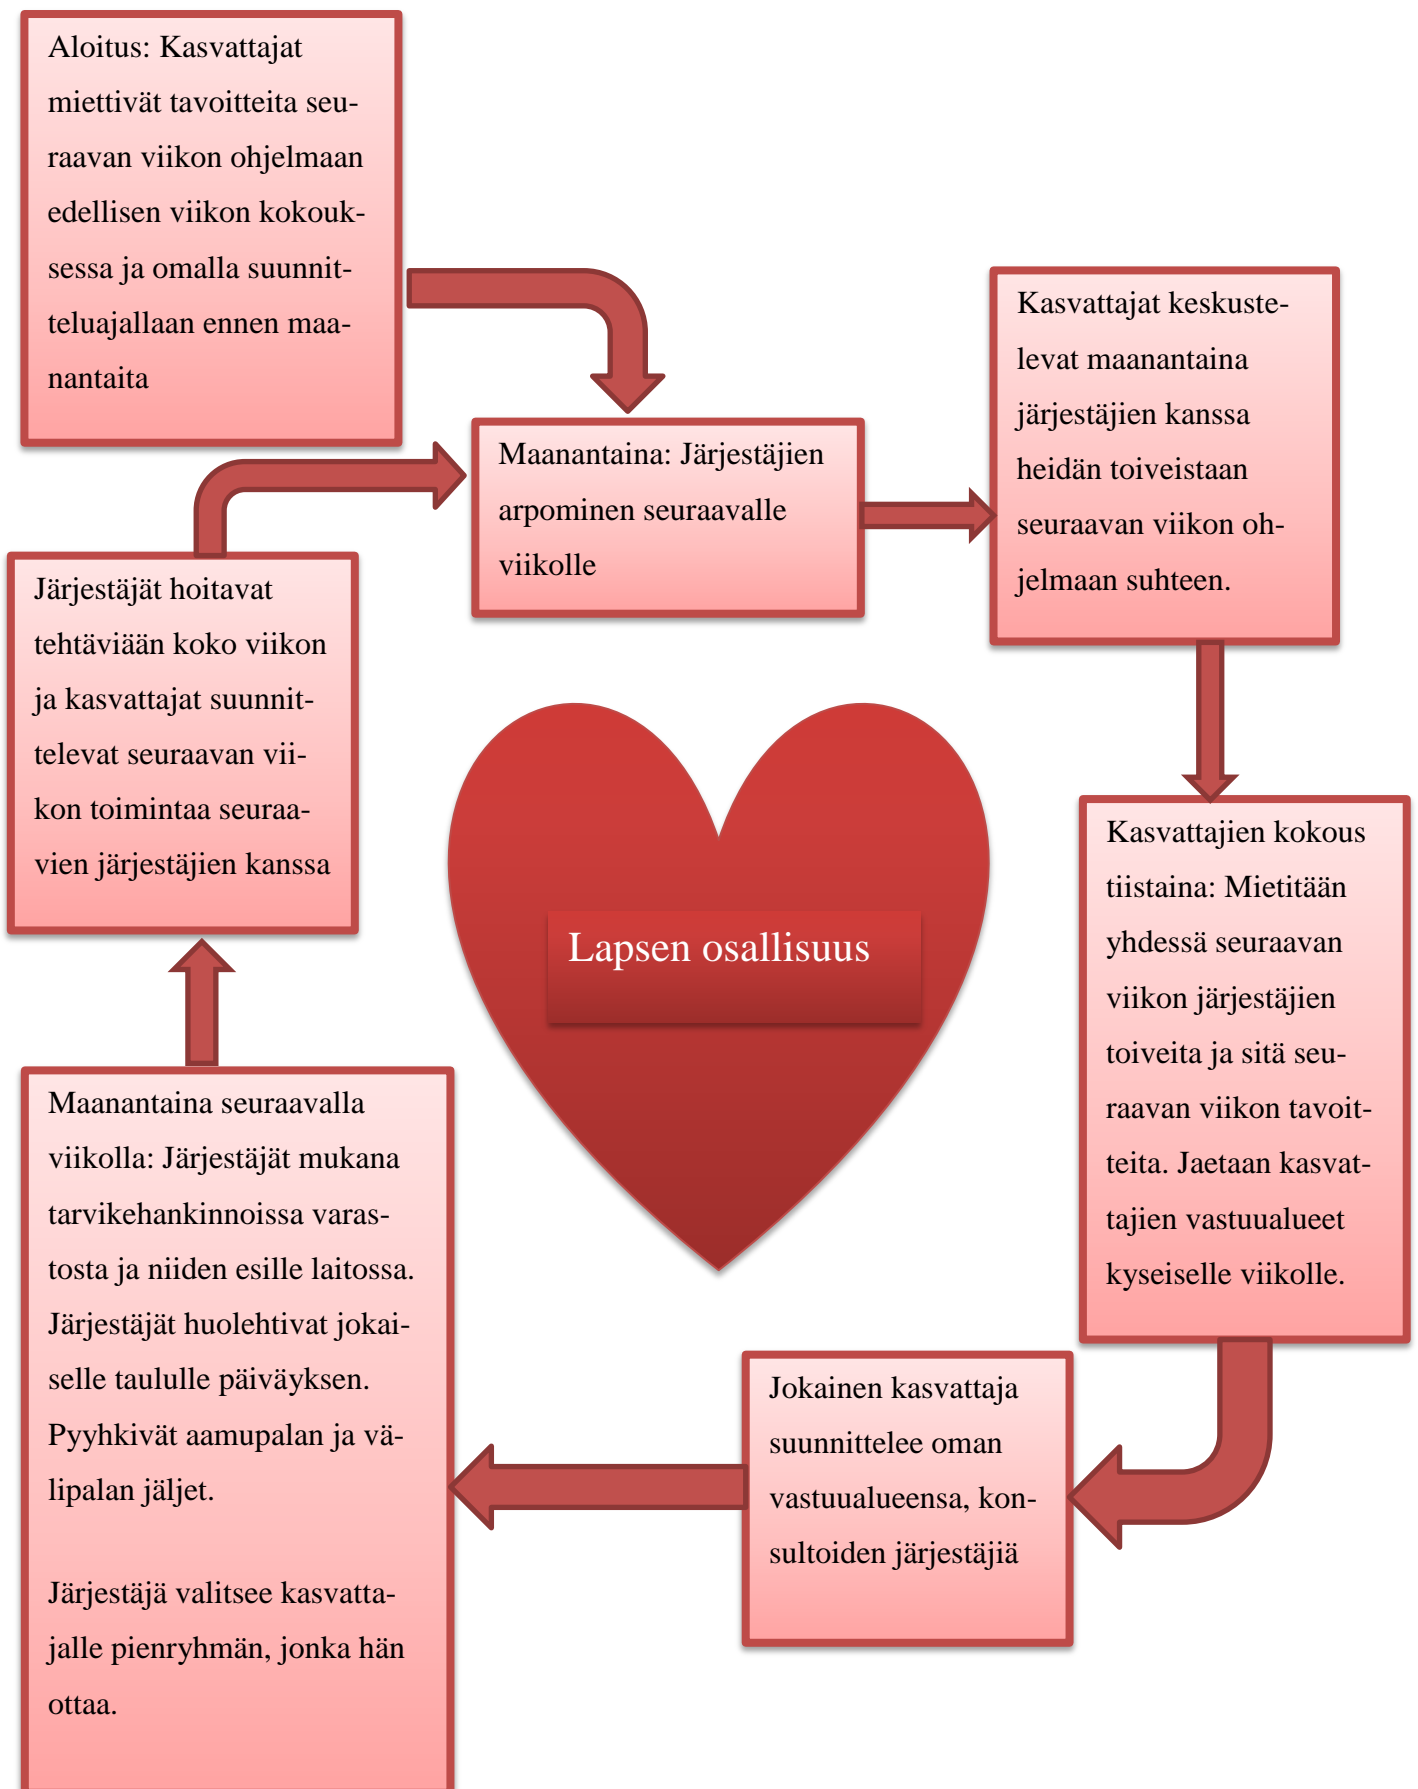 Aloitus: Kasvattajat
miettivät tavoitteita seu-
raavan viikon ohjelmaan
edellisen viikon kokouk-
sessa ja omalla suunnit-
teluajallaan ennen maa-
nantaita
Maanantaina: Järjestäjien
arpominen seuraavalle
viikolle
Kasvattajat keskuste-
levat maanantaina
järjestäjien kanssa
heidän toiveistaan
seuraavan viikon oh-
jelmaan suhteen.
Kasvattajien kokous
tiistaina: Mietitään
yhdessä seuraavan
viikon järjestäjien
toiveita ja sitä seu-
raavan viikon tavoit-
teita. Jaetaan kasvat-
tajien vastuualueet
kyseiselle viikolle.
Jokainen kasvattaja
suunnittelee oman
vastuualueensa, kon-
sultoiden järjestäjiä
Maanantaina seuraavalla
viikolla: Järjestäjät mukana
tarvikehankinnoissa varas-
tosta ja niiden esille laitossa.
Järjestäjät huolehtivat jokai-
selle taululle päiväyksen.
Pyyhkivät aamupalan ja vä-
lipalan jäljet.
Järjestäjä valitsee kasvatta-
jalle pienryhmän, jonka hän
ottaa.
Järjestäjät hoitavat
tehtäviään koko viikon
ja kasvattajat suunnit-
televat seuraavan vii-
kon toimintaa seuraa-
vien järjestäjien kanssa
Lapsen osallisuus